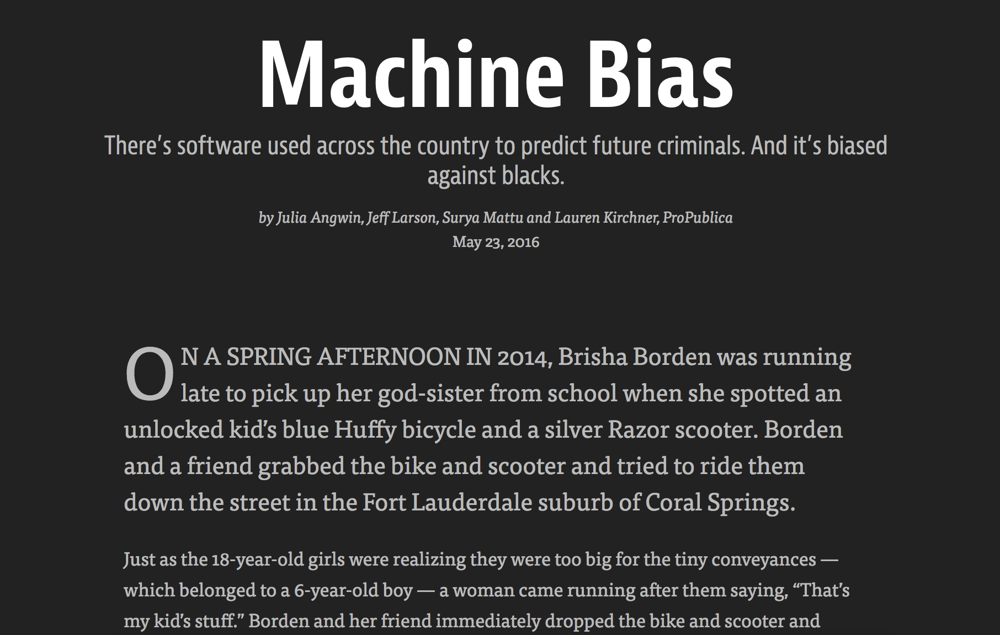 Machine Bias
There’s software used across the country to predict future criminals. And it’s biased
against blacks.
by Julia Angwin, Jeff Larson, Surya Mattu and Lauren Kirchner, ProPublica
May 23, 2016
ON A SPRING AFTERNOON IN 2014, Brisha Borden was running
late to pick up her god-sister from school when she spotted an
unlocked kid’s blue Huffy bicycle and a silver Razor scooter. Borden
and a friend grabbed the bike and scooter and tried to ride them
down the street in the Fort Lauderdale suburb of Coral Springs.
Just as the 18-year-old girls were realizing they were too big for the tiny conveyances —
which belonged to a 6-year-old boy — a woman came running after them saying, “That’s
my kid’s stuff.” Borden and her friend immediately dropped the bike and scooter and